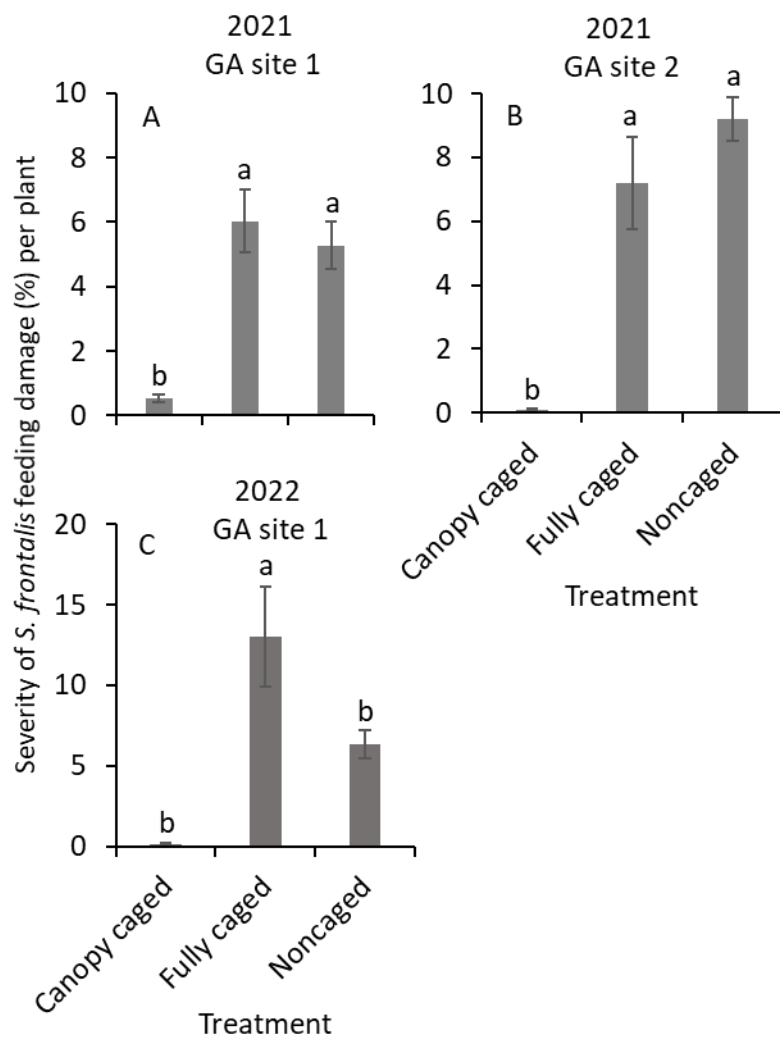 2021
GA site 1
A
10
8
6
4
2
0
b
a
a
2021
GA site 2
B
10
8
6
4
2
0
b
a
a
Canopy caged
Fully caged
Noncaged
Treatment
Severity of S. frontalis feeding damage (%) per plant
2022
GA site 1
C
20
15
10
5
0
b
a
b
Canopy caged
Fully caged
Noncaged
Treatment